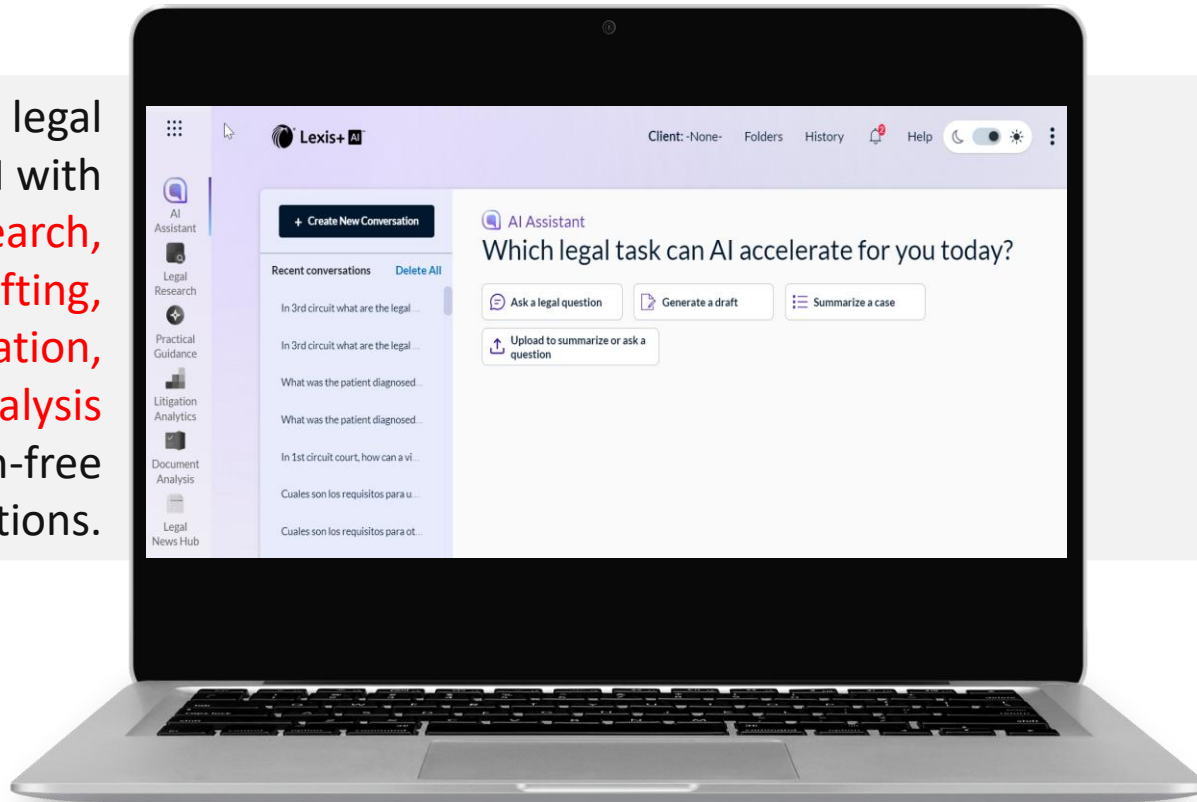 legal
with
earch,
fting,
ation,
alysis
n-free
tions.
Lexis+ AI
Client: -None- Folders History 2 Help
AI
Assistant
Legal
Research
Practical
Guidance
Litigation
Analytics
Document
Analysis
Legal
News Hub
+ Create New Conversation
Recent conversations Delete All
In 3rd circuit what are the legal ...
In 3rd circuit what are the legal ...
What was the patient diagnosed...
What was the patient diagnosed...
In 1st circuit court, how can a vi...
Cuales son los requisitos para u...
Cuales son los requisitos para ot...
AI Assistant
Which legal task can AI accelerate for you today?
Ask a legal question Generate a draft Summarize a case
Upload to summarize or ask a
question